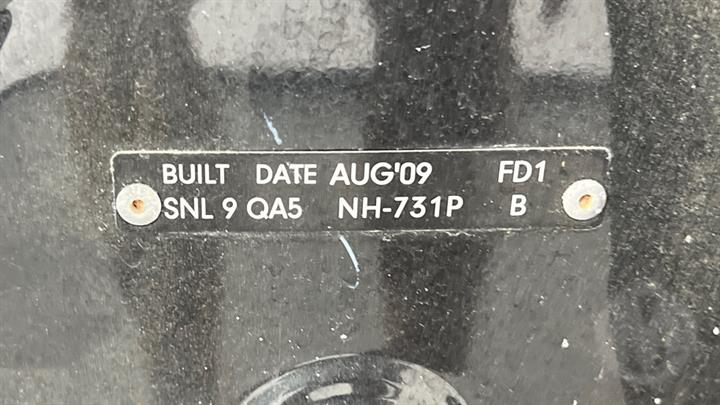 BUILT DATE AUG'09 FD1
SNL 9 QA5 NH-731P B